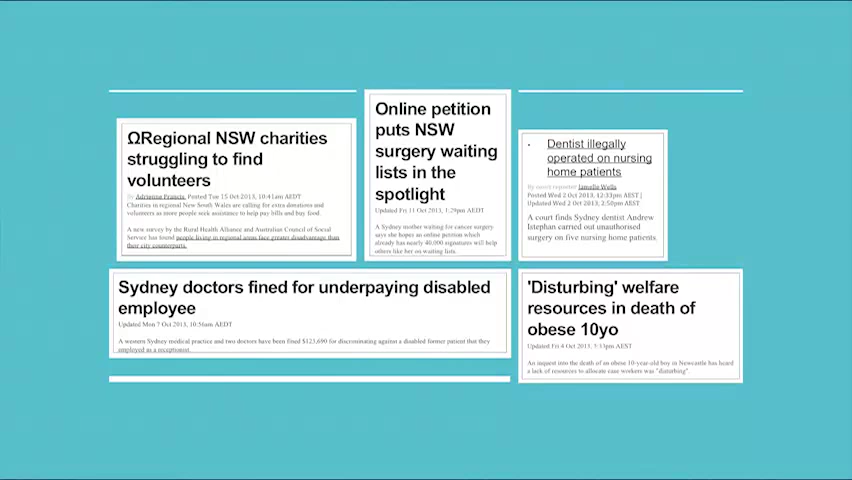 ΩRegional NSW charities
struggling to find
volunteers
By Adrienne Francis, Posted Tue 15 Oct 2013, 10:41am AEDT
Charities in regional New South Wales are calling for extra donations and
volunteers as more people seek assistance to help pay bills and buy food.
A new survey by the Rural Health Alliance and Australian Council of Social
Service has found people living in regional areas face greater disadvantage than
their city counterparts.
Online petition
puts NSW
surgery waiting
lists in the
spotlight
Updated Fri 11 Oct 2013, 1:29pm AEDT
A Sydney mother waiting for cancer surgery
says she hopes an online petition which
already has nearly 40,000 signatures will help
others like her on waiting lists.
· Dentist illegally
operated on nursing
home patients
By court reporter Jamelle Wells
Posted Wed 2 Oct 2013, 12:33pm AEST |
Updated Wed 2 Oct 2013, 2:50pm AEST
A court finds Sydney dentist Andrew
Istephan carried out unauthorised
surgery on five nursing home patients.
Sydney doctors fined for underpaying disabled
employee
Updated Mon 7 Oct 2013, 10:56am AEDT
A western Sydney medical practice and two doctors have been fined $123,690 for discriminating against a disabled former patient that they
employed as a receptionist.
'Disturbing' welfare
resources in death of
obese 10yo
Updated Fri 4 Oct 2013, 7:33pm AEST
An inquest into the death of an obese 10-year-old boy in Newcastle has heard
a lack of resources to allocate case workers was "disturbing".